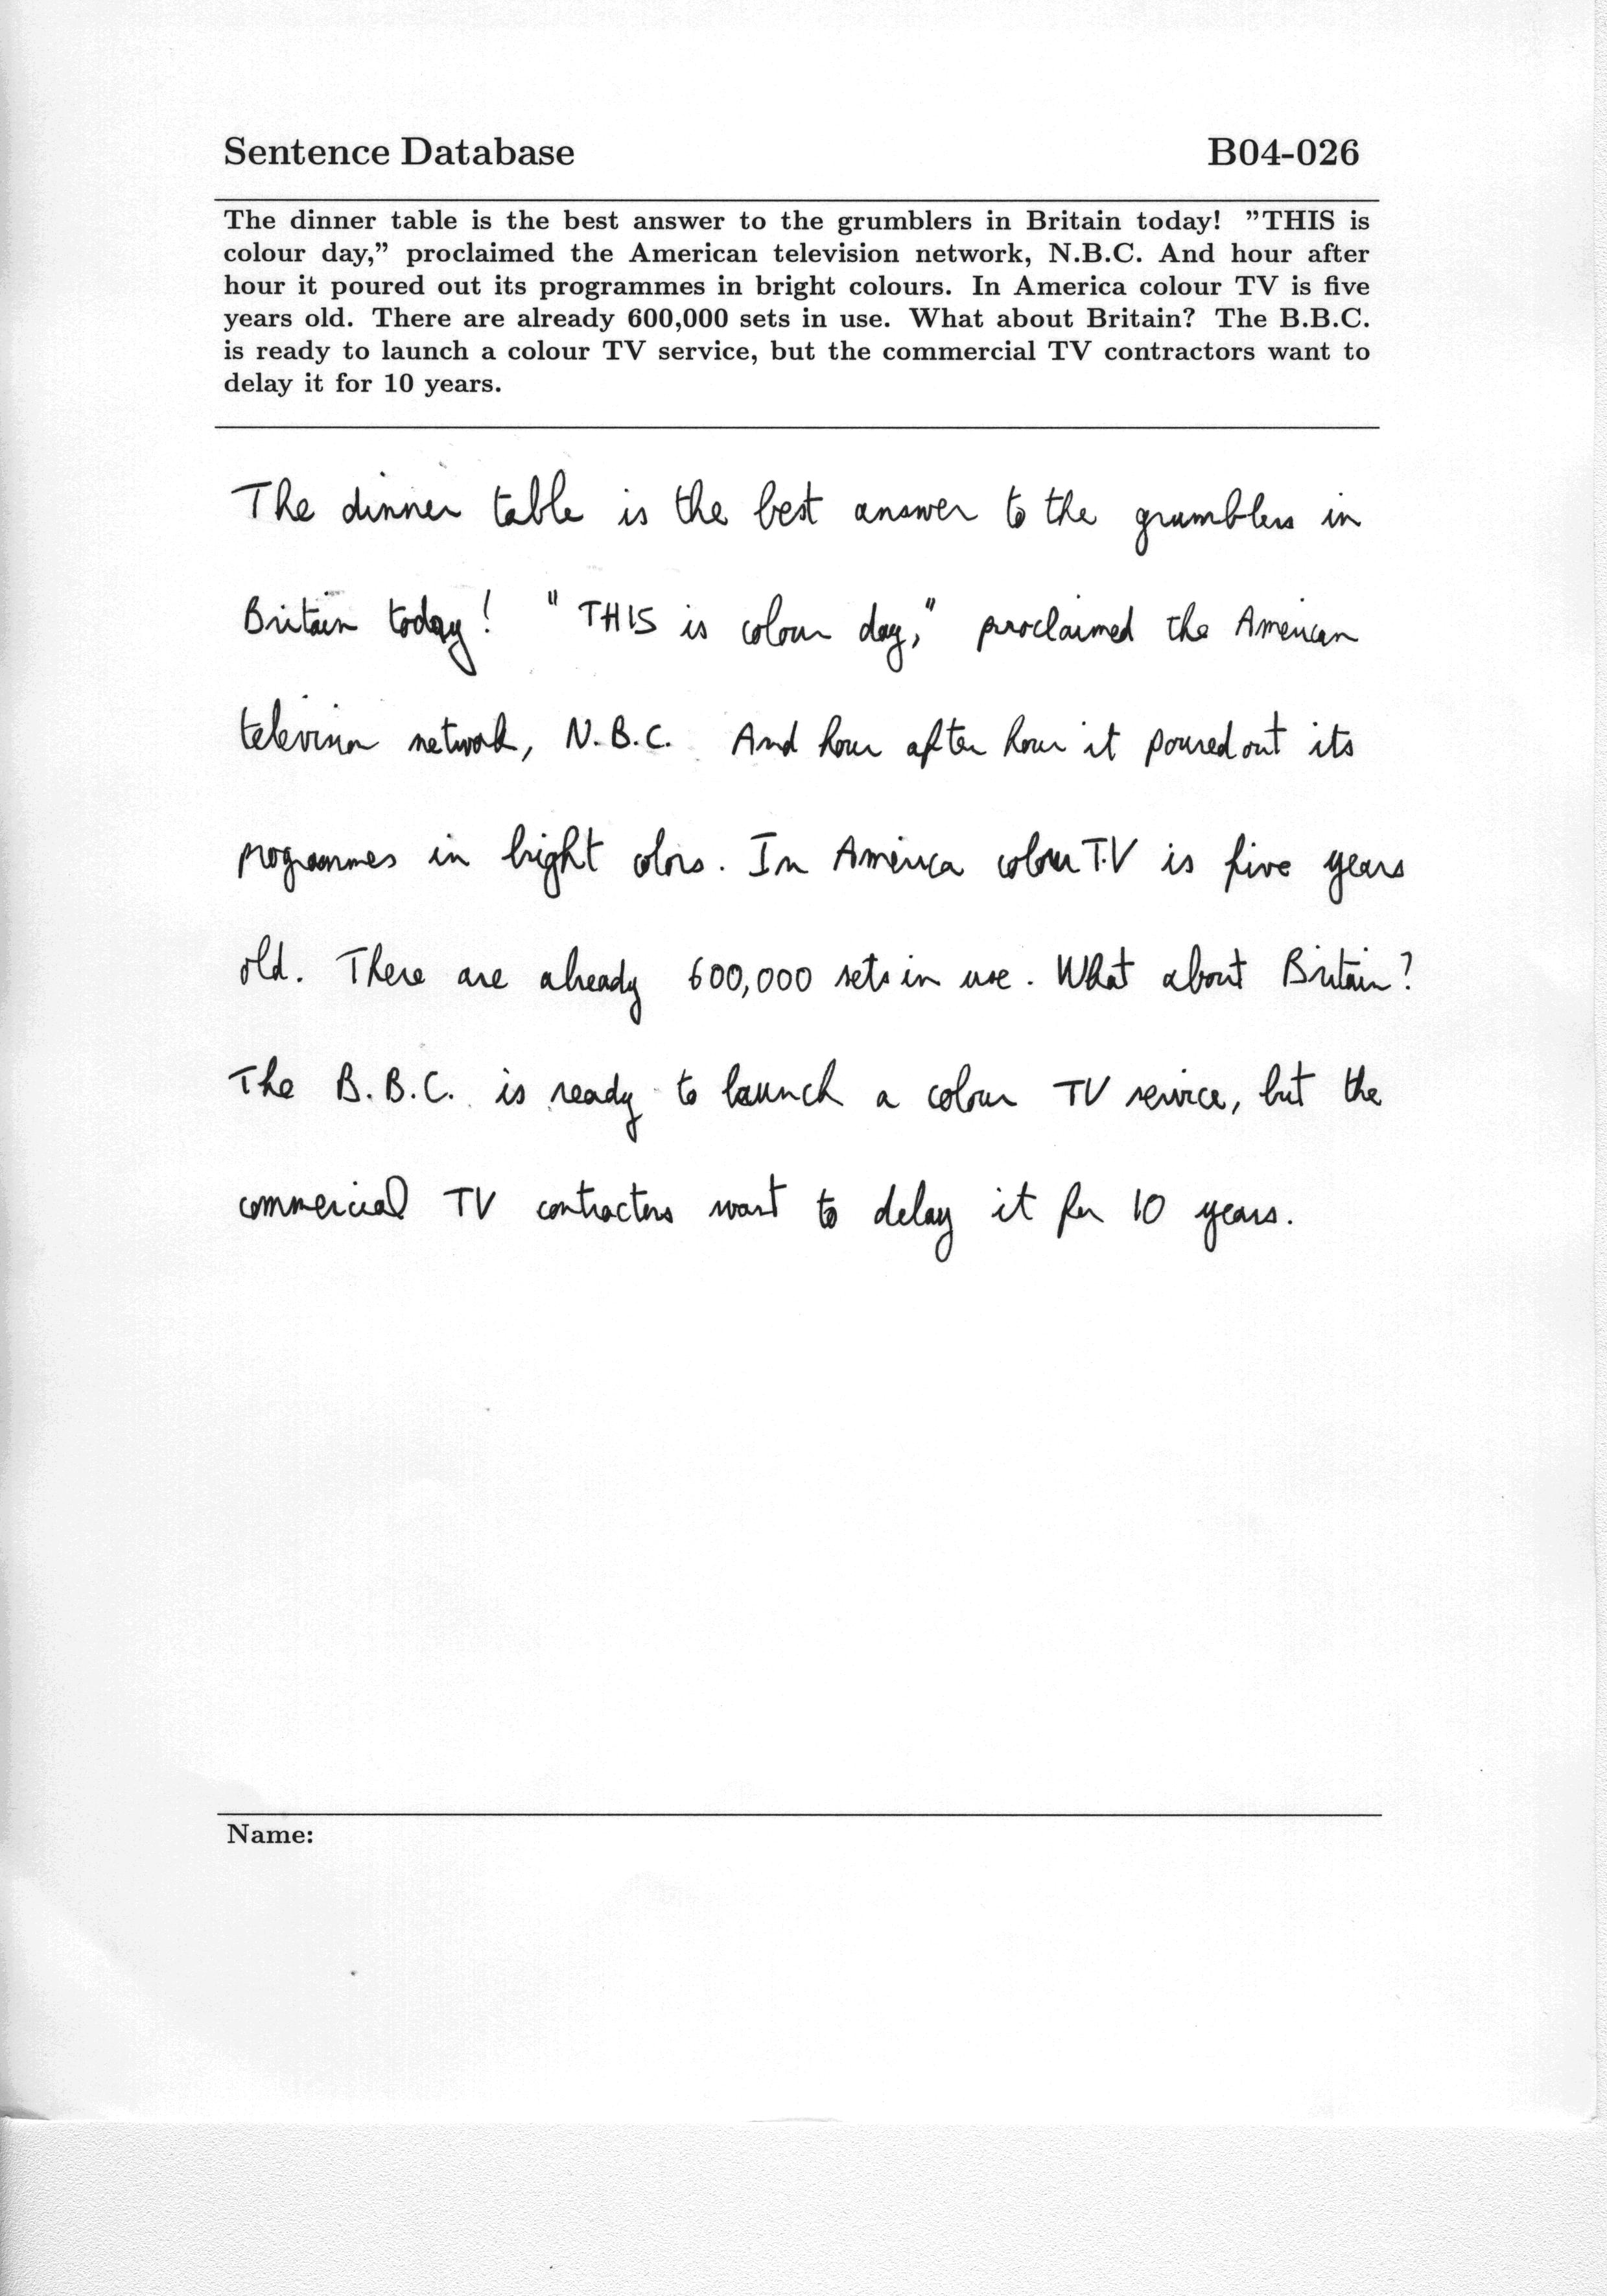 Sentence Database B04-026
The dinner table is the best answer to the grumblers in Britain today! ”THIS is
colour day,” proclaimed the American television network, N.B.C. And hour after
hour it poured out its programmes in bright colours. In America colour TV is five
years old. There are already 600,000 sets in use. What about Britain? The B.B.C.
is ready to launch a colour TV service, but the commercial TV contractors want to
delay it for 10 years.
The dinner table is the best answer to the grumblers in
Britain today! "THIS is colour day," proclaimed the American
television network, N.B.C. And hour after hour it poured out its
programmes in bright colors. In America colour T.V is five years
old. There are already 600,000 sets in use. What about Britain?
The B.B.C. is ready to launch a colour TV service, but the
commercial TV contractors want to delay it for 10 years.
Name: